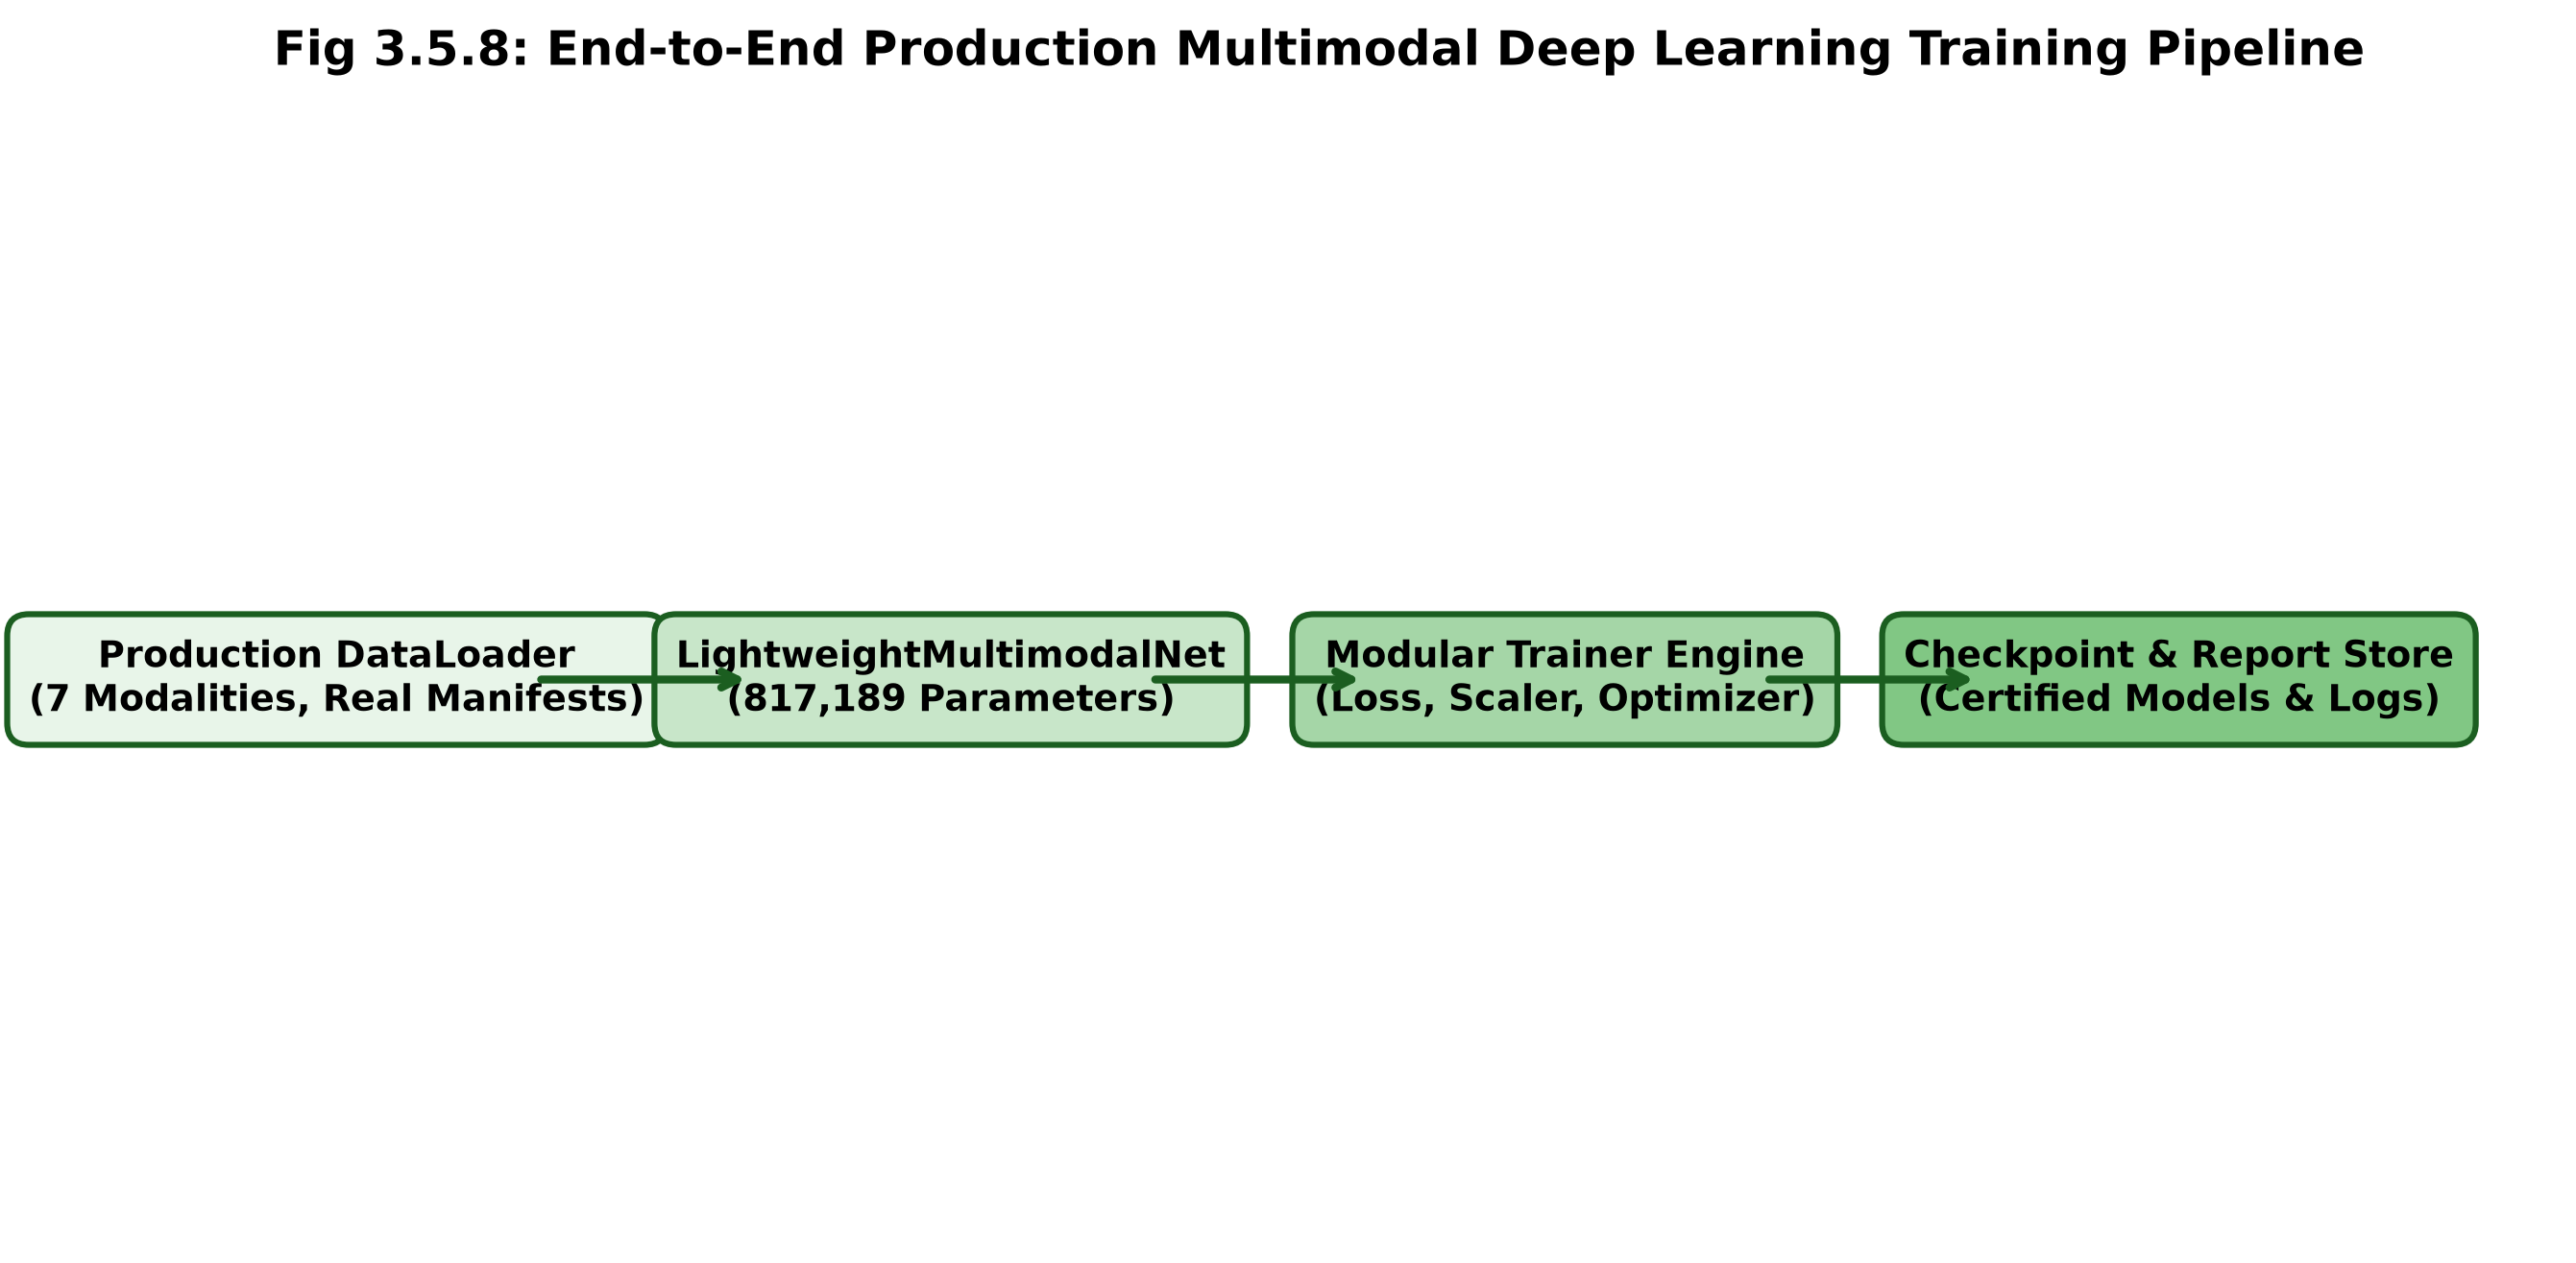 Fig 3.5.8: End-to-End Production Multimodal Deep Learning Training Pipeline
Production DataLoader
(7 Modalities, Real Manifests)
LightweightMultimodalNet
(817,189 Parameters)
Modular Trainer Engine
(Loss, Scaler, Optimizer)
Checkpoint & Report Store
(Certified Models & Logs)